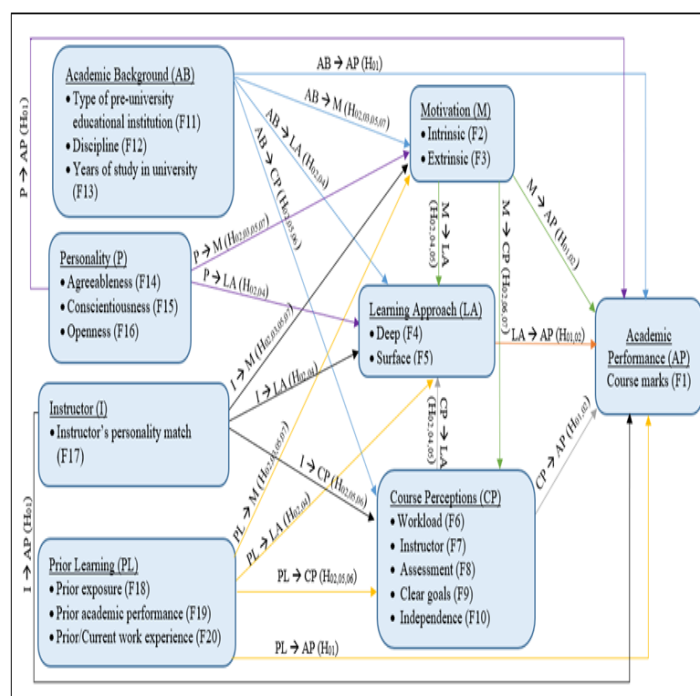 P → AP (H01)
Academic Background (AB)
• Type of pre-university
educational institution (F11)
• Discipline (F12)
• Years of study in university
(F13)
AB → AP (H01)
AB → M (H02,03,05,07)
AB → LA (H02,04)
AB → CP (H02,05,06)
Motivation (M)
• Intrinsic (F2)
• Extrinsic (F3)
Personality (P)
• Agreeableness (F14)
• Conscientiousness (F15)
• Openness (F16)
P → M (H02,03,05,07)
P → LA (H02,04)
M → LA
(H02,04,05)
M → CP (H02,06,07)
M → AP (H01,02)
Learning Approach (LA)
• Deep (F4)
• Surface (F5)
LA → AP (H01,02)
Academic
Performance (AP)
Course marks (F1)
Instructor (I)
• Instructor's personality match
(F17)
I → M (H02,03,05,07)
I → LA (H02,04)
I → CP (H02,05,06)
I → AP (H01)
CP → LA
(H02,04,05)
CP → AP (H01,02)
Course Perceptions (CP)
• Workload (F6)
• Instructor (F7)
• Assessment (F8)
• Clear goals (F9)
• Independence (F10)
Prior Learning (PL)
• Prior exposure (F18)
• Prior academic performance (F19)
• Prior/Current work experience (F20)
PL → M (H02,03,05,07)
PL → LA (H02,04)
PL → CP (H02,05,06)
PL → AP (H01)